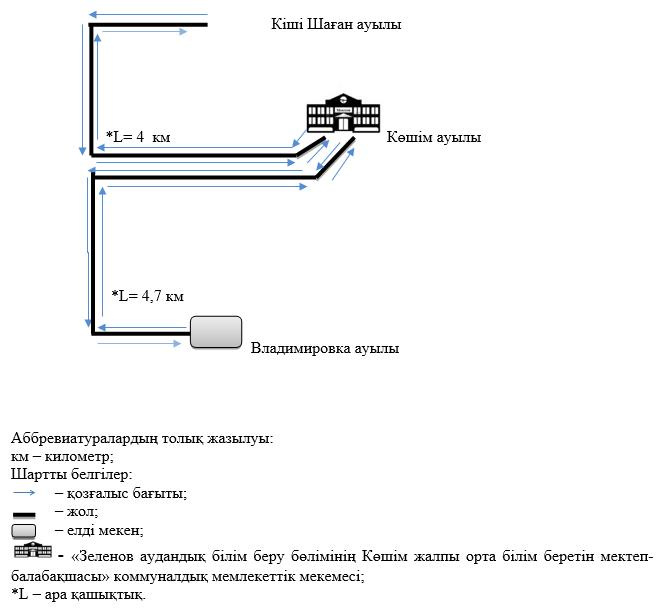 Кіші Шаған ауылы
*L= 4 км
Көшім ауылы
*L= 4,7 км
Владимировка ауылы
Аббревиатуралардың толық жазылуы:
км – километр;
Шартты белгілер:
– қозғалыс бағыты;
– жол;
– елді мекен;
- «Зеленов аудандық білім беру бөлімінің Көшім жалпы орта білім беретін мектеп-
балабақшасы» коммуналдық мемлекеттік мекемесі;
*L – ара қашықтық.